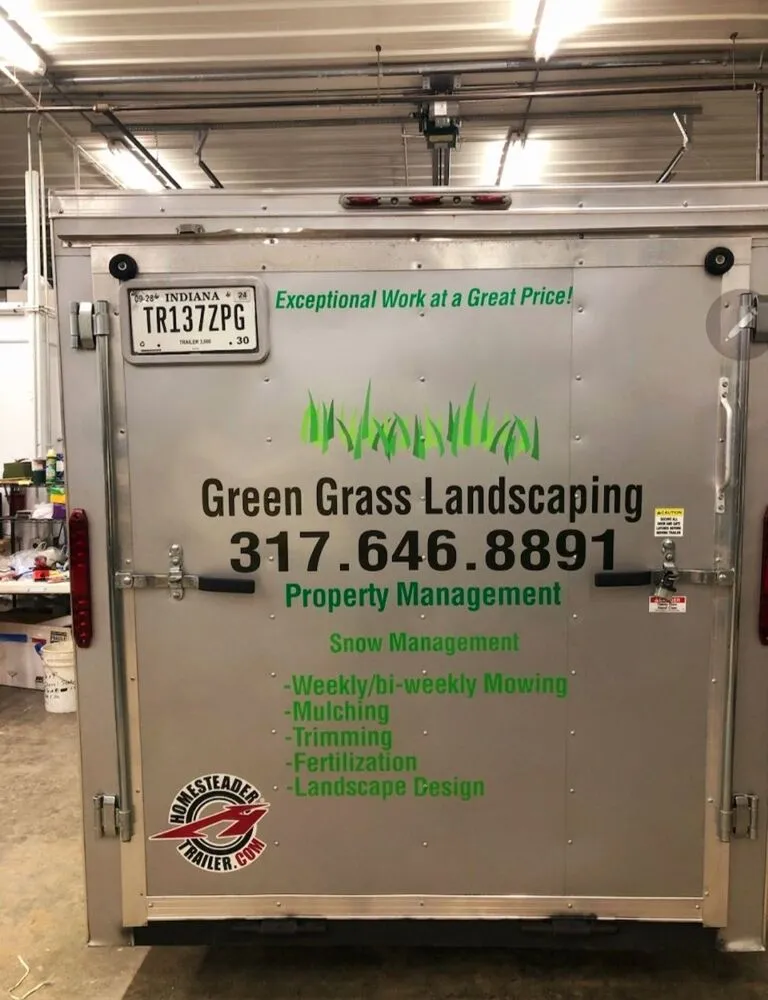 09-28 INDIANA 24
TR137ZPG
TRAILER 30
Exceptional Work at a Great Price!
Green Grass Landscaping
317.646.8891
CAUTION
Property Management
Snow Management
-Weekly/bi-weekly Mowing
-Mulching
-Trimming
-Fertilization
-Landscape Design
HOMESTEADER
TRAILER.COM